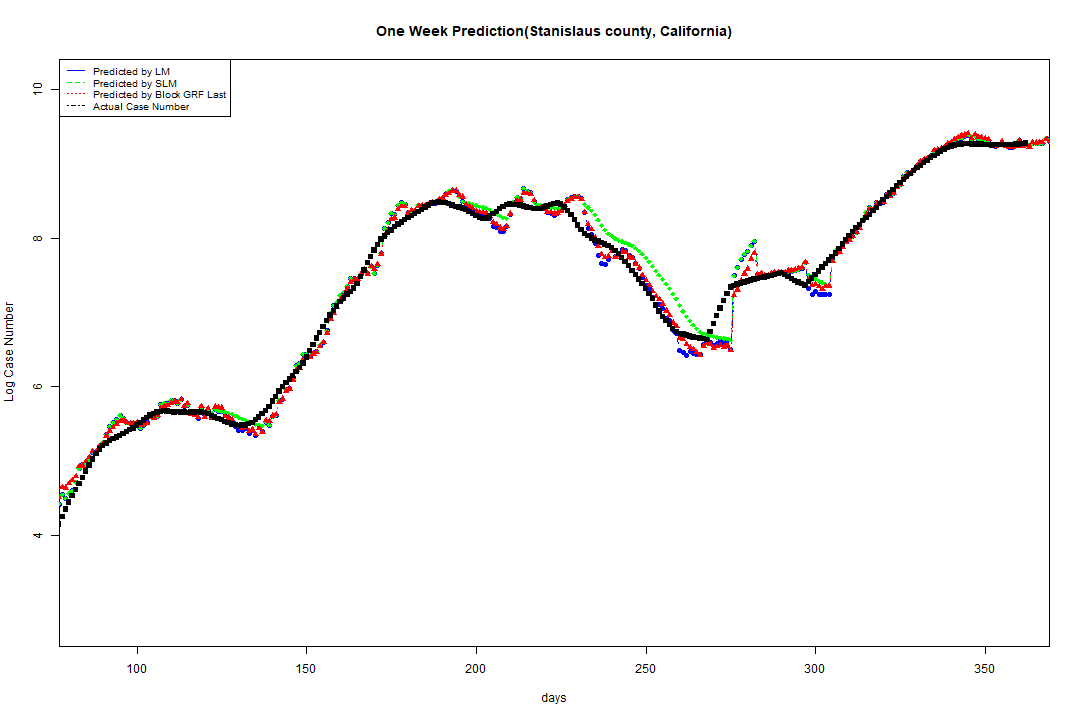 One Week Prediction(Stanislaus county, California)
Predicted by LM
Predicted by SLM
Predicted by Block GRF Last
Actual Case Number
10
8
6
4
Log Case Number
100 150 200 250 300 350
days